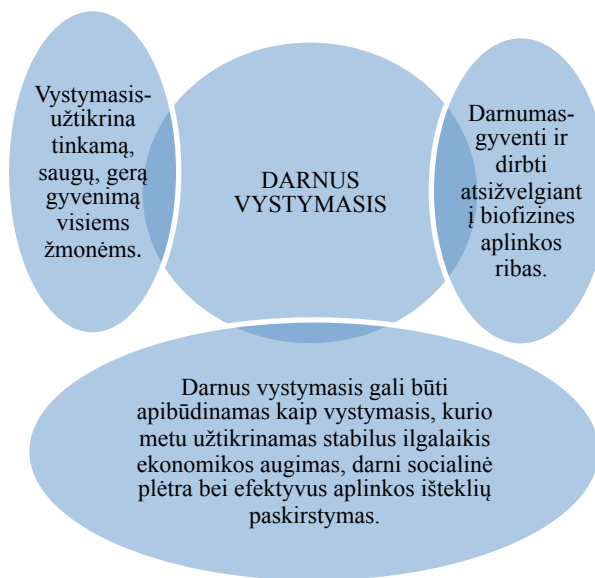 Vystymasis-
užtikrina
tinkamą,
saugų, gerą
gyvenimą
visiems
žmonėms.
DARNUS
VYSTYMASIS
Darnumas-
gyventi ir
dirbti
atsižvelgiant
į biofizines
aplinkos
ribas.
Darnus vystymasis gali būti
apibūdinamas kaip vystymasis, kurio
metu užtikrinamas stabilus ilgalaikis
ekonomikos augimas, darni socialinė
plėtra bei efektyvus aplinkos išteklių
paskirstymas.